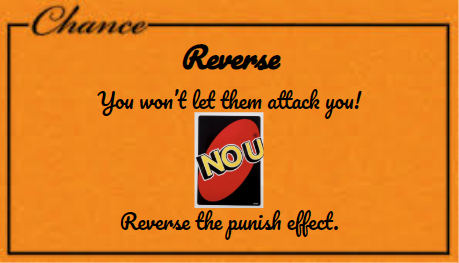 Chance
Reverse
You won't let them attack you!
NO U
Reverse the punish effect.